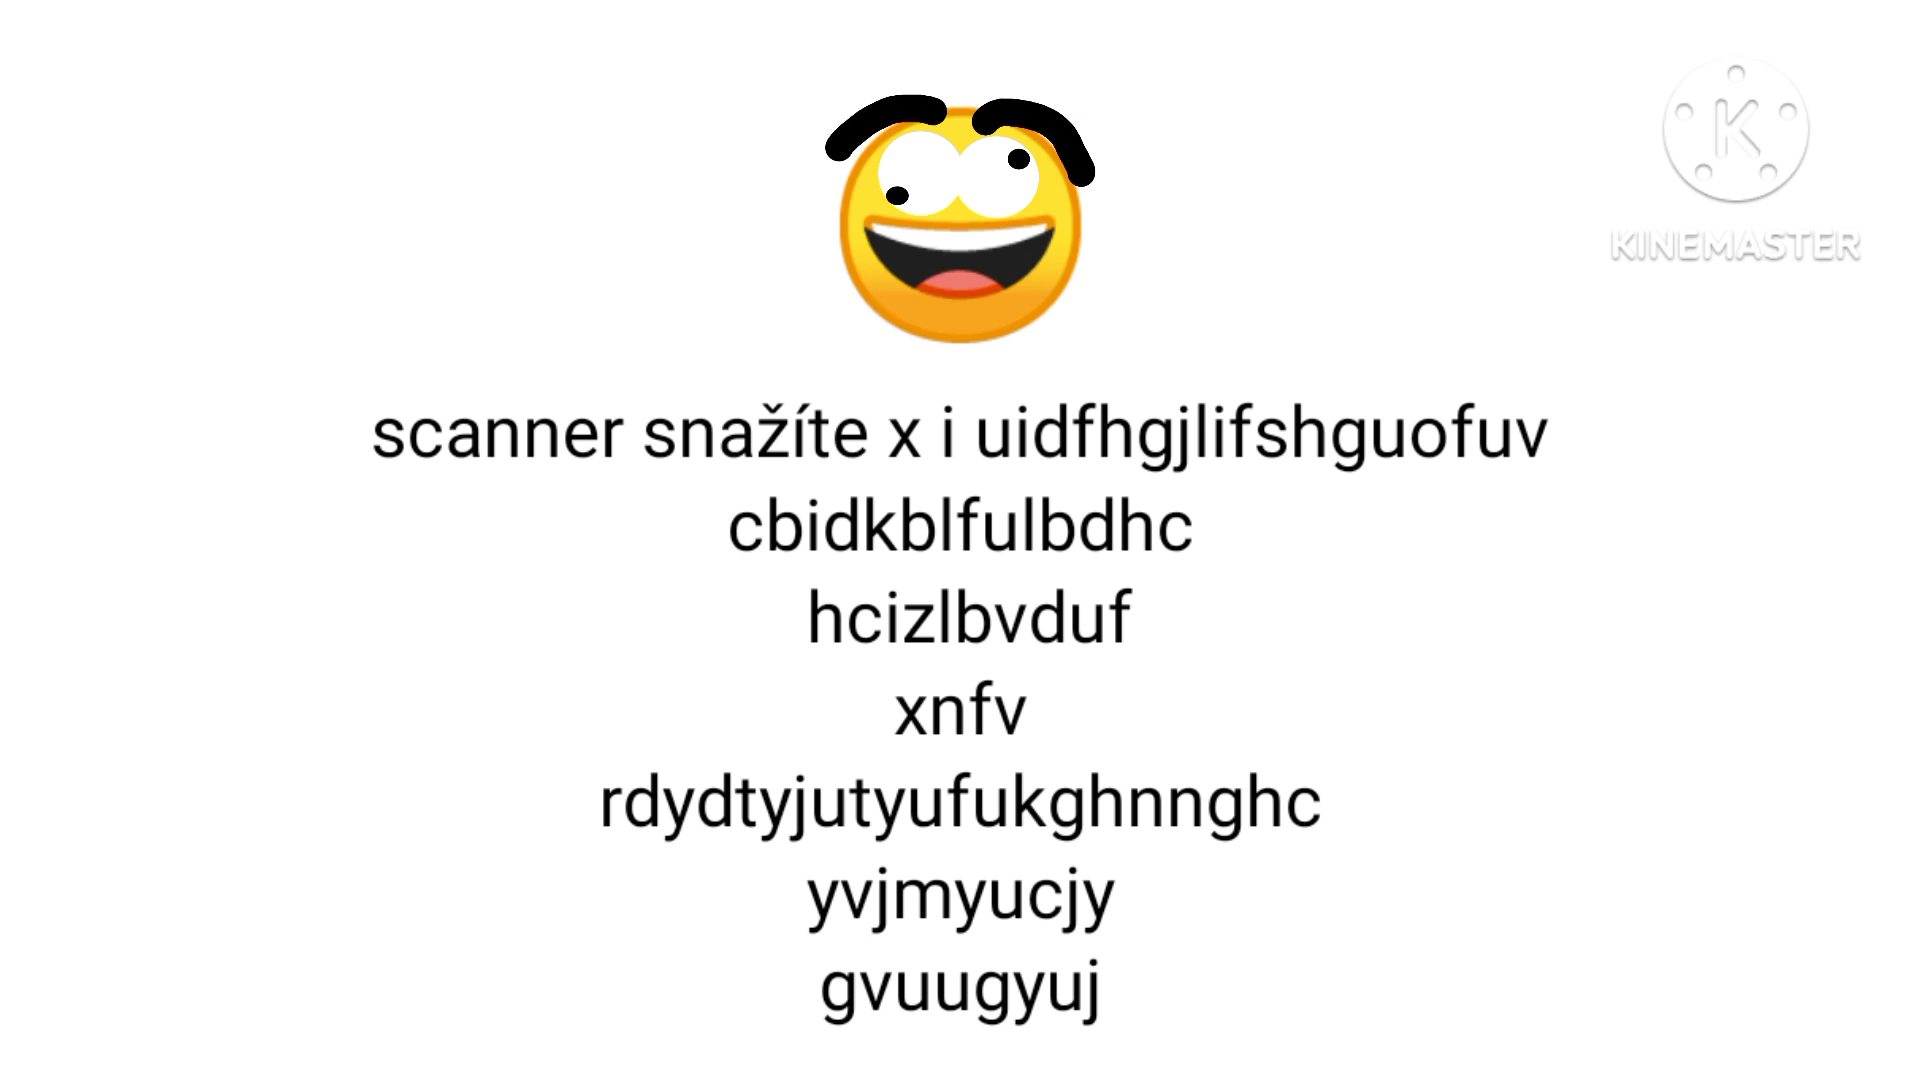 K
KINEMASTER
scanner snažíte x i uidfhgjlifshguofuv
cbidkblfulbdhc
hcizlbvduf
xnfv
rdydtyjutyufukghnnghc
yvjmyucjy
gvuugyuj